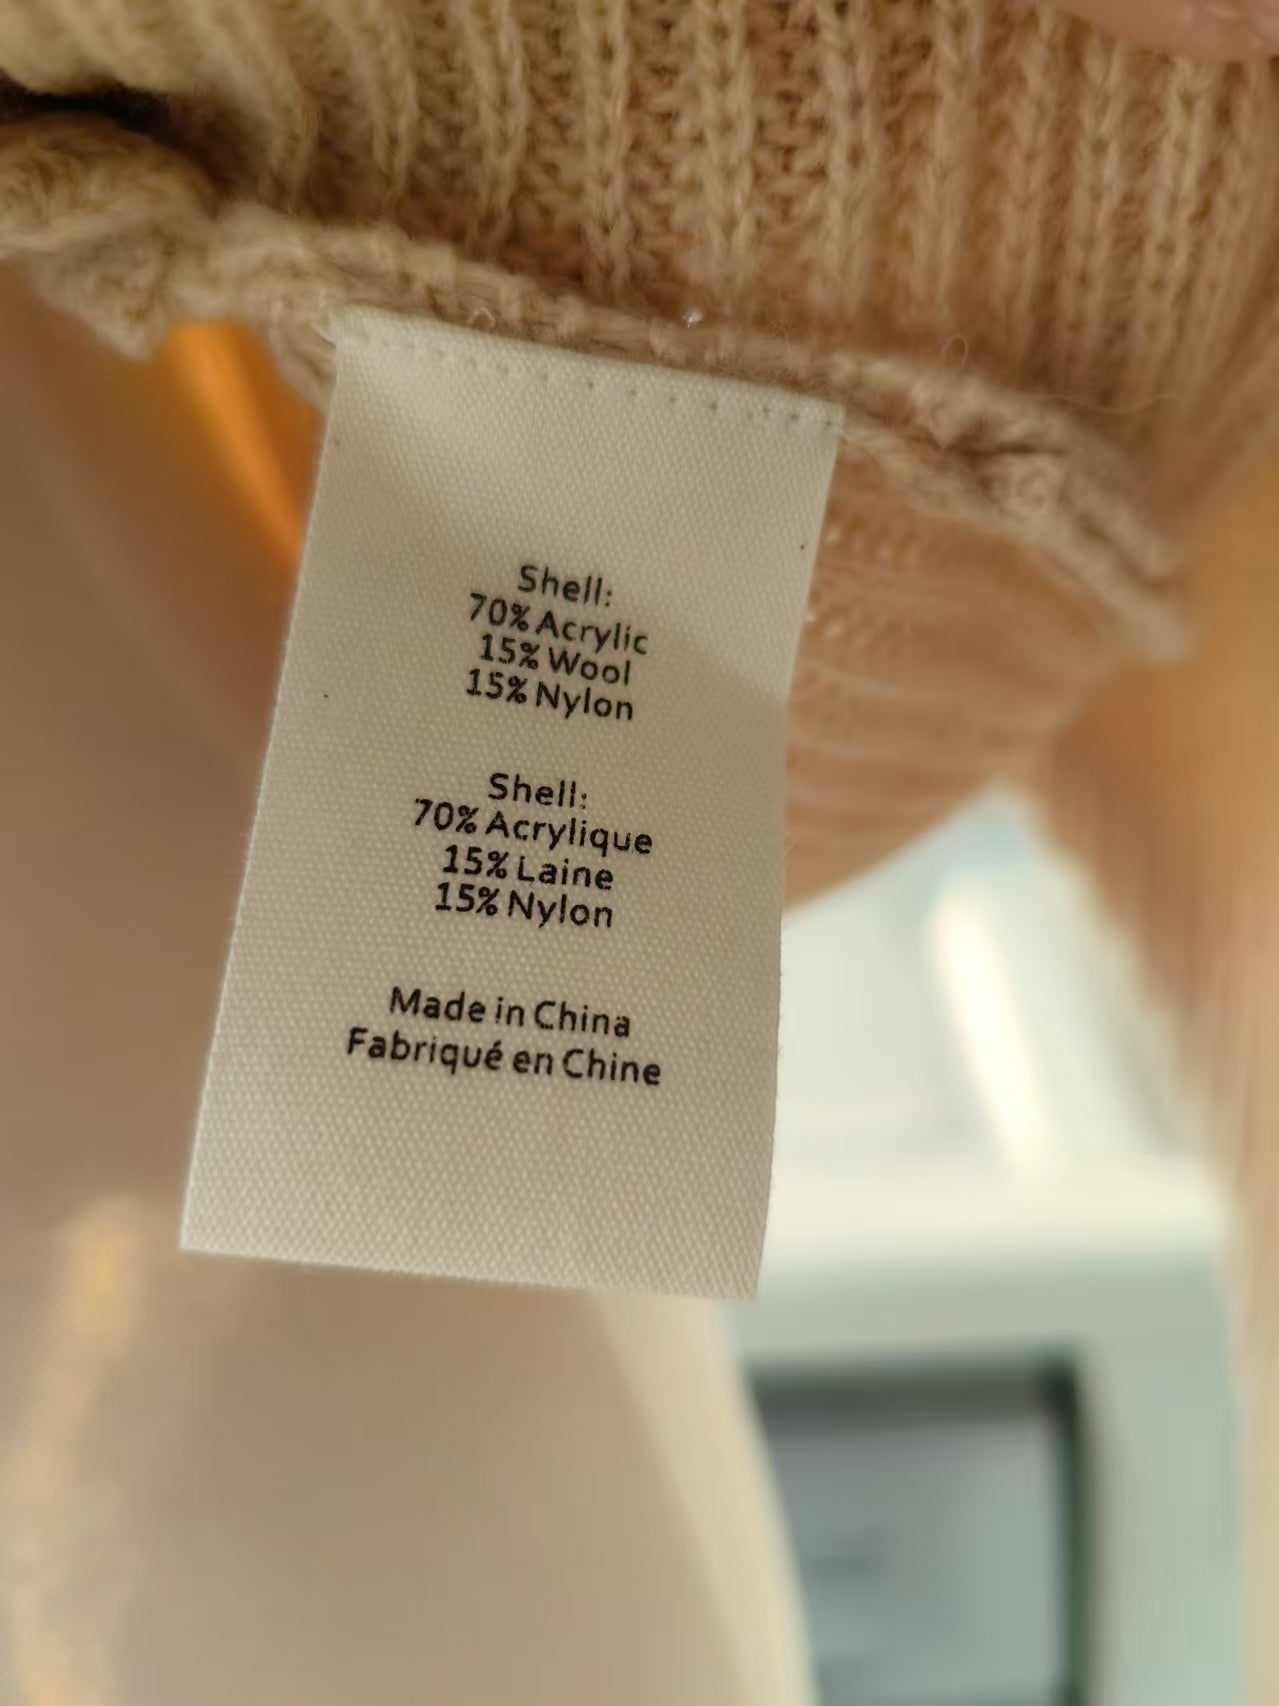 Shell:
70% Acrylic
15% Wool
15% Nylon
Shell:
70% Acrylique
15% Laine
15% Nylon
Made in China
Fabriqué en Chine